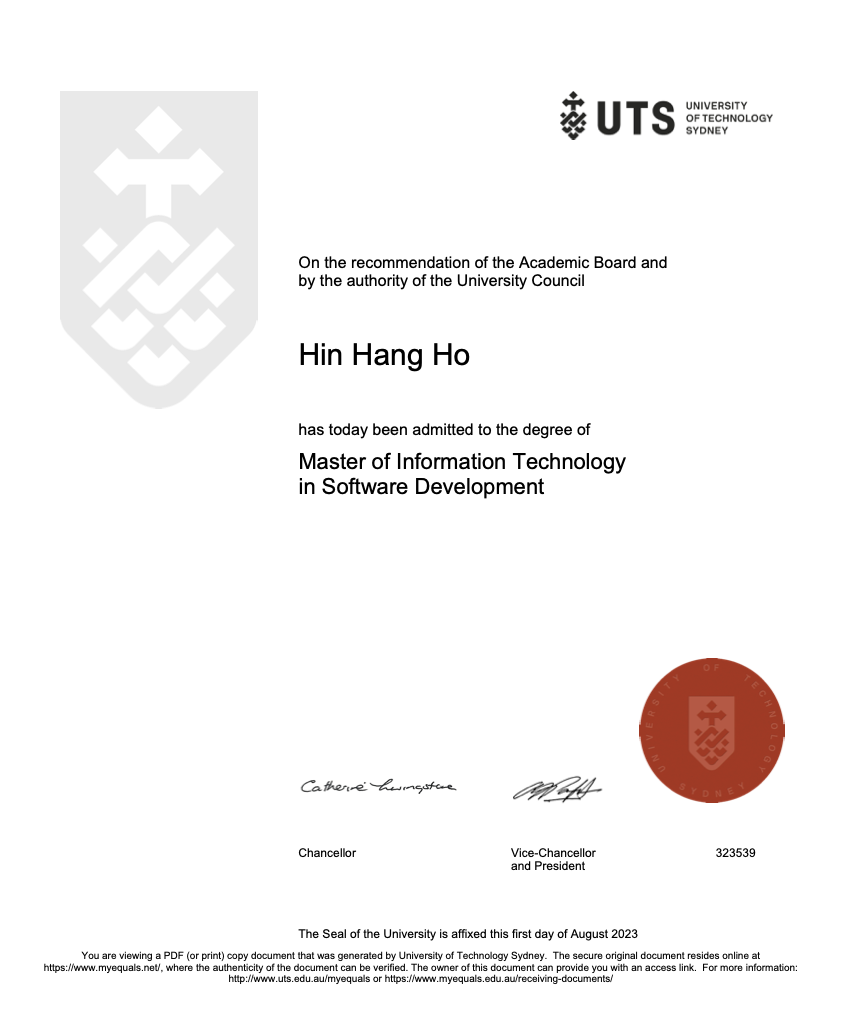 UTS UNIVERSITY
OF TECHNOLOGY
SYDNEY
On the recommendation of the Academic Board and
by the authority of the University Council
Hin Hang Ho
has today been admitted to the degree of
Master of Information Technology
in Software Development
UNIVERSITY OF TECHNOLOGY SYDNEY
Catherine Livingstone
Chancellor
Vice-Chancellor
and President
323539
The Seal of the University is affixed this first day of August 2023
You are viewing a PDF (or print) copy document that was generated by University of Technology Sydney.  The secure original document resides online at
https://www.myequals.net/, where the authenticity of the document can be verified. The owner of this document can provide you with an access link.  For more information:
http://www.uts.edu.au/myequals or https://www.myequals.edu.au/receiving-documents/